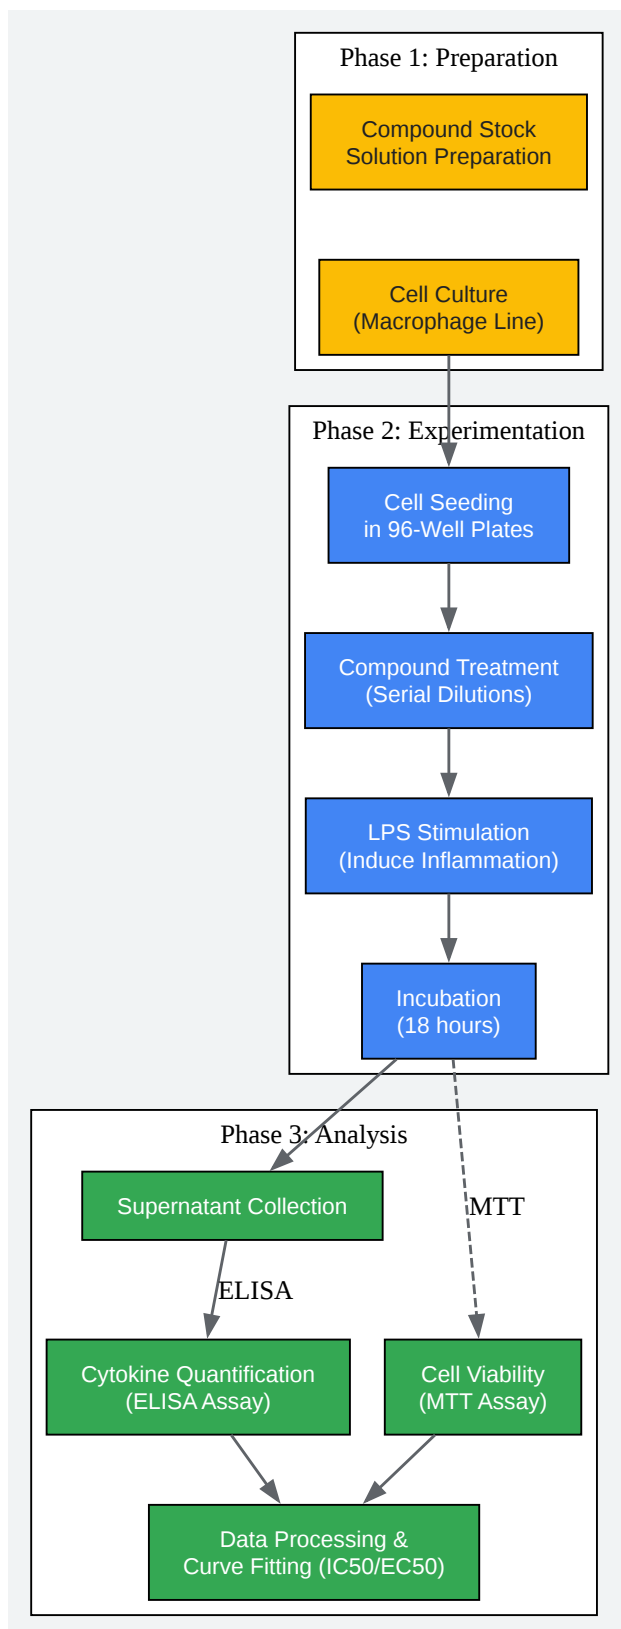 Phase 1: Preparation
Compound Stock
Solution Preparation
Cell Culture
(Macrophage Line)
Phase 2: Experimentation
Cell Seeding
in 96-Well Plates
Compound Treatment
(Serial Dilutions)
LPS Stimulation
(Induce Inflammation)
Incubation
(18 hours)
Phase 3: Analysis
Supernatant Collection
MTT
ELISA
Cytokine Quantification
(ELISA Assay)
Cell Viability
(MTT Assay)
Data Processing &
Curve Fitting (IC50/EC50)